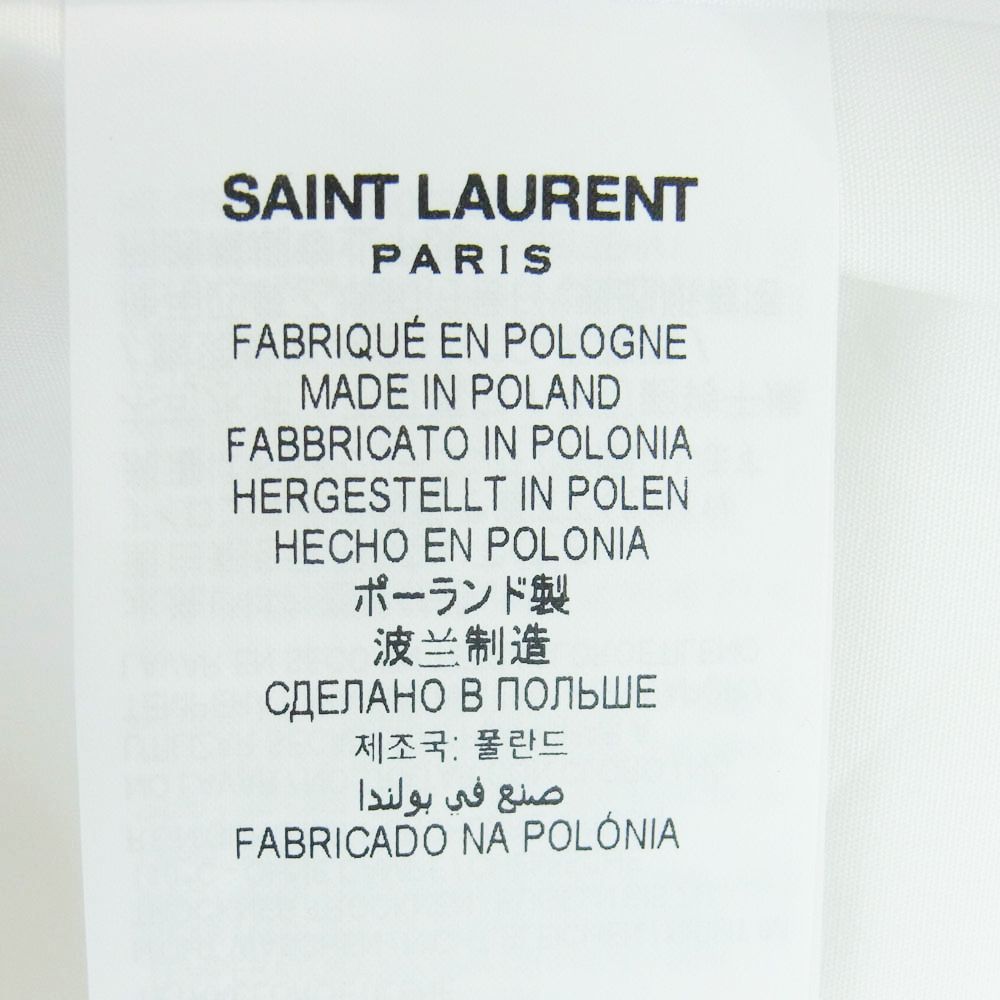 SAINT LAURENT
PARIS
FABRIQUÉ EN POLOGNE
MADE IN POLAND
FABBRICATO IN POLONIA
HERGESTELLT IN POLEN
HECHO EN POLONIA
ポーランド製
波兰制造
СДЕЛАНО В ПОЛЬШЕ
제조국: 폴란드
صنع في بولندا
FABRICADO NA POLÓNIA